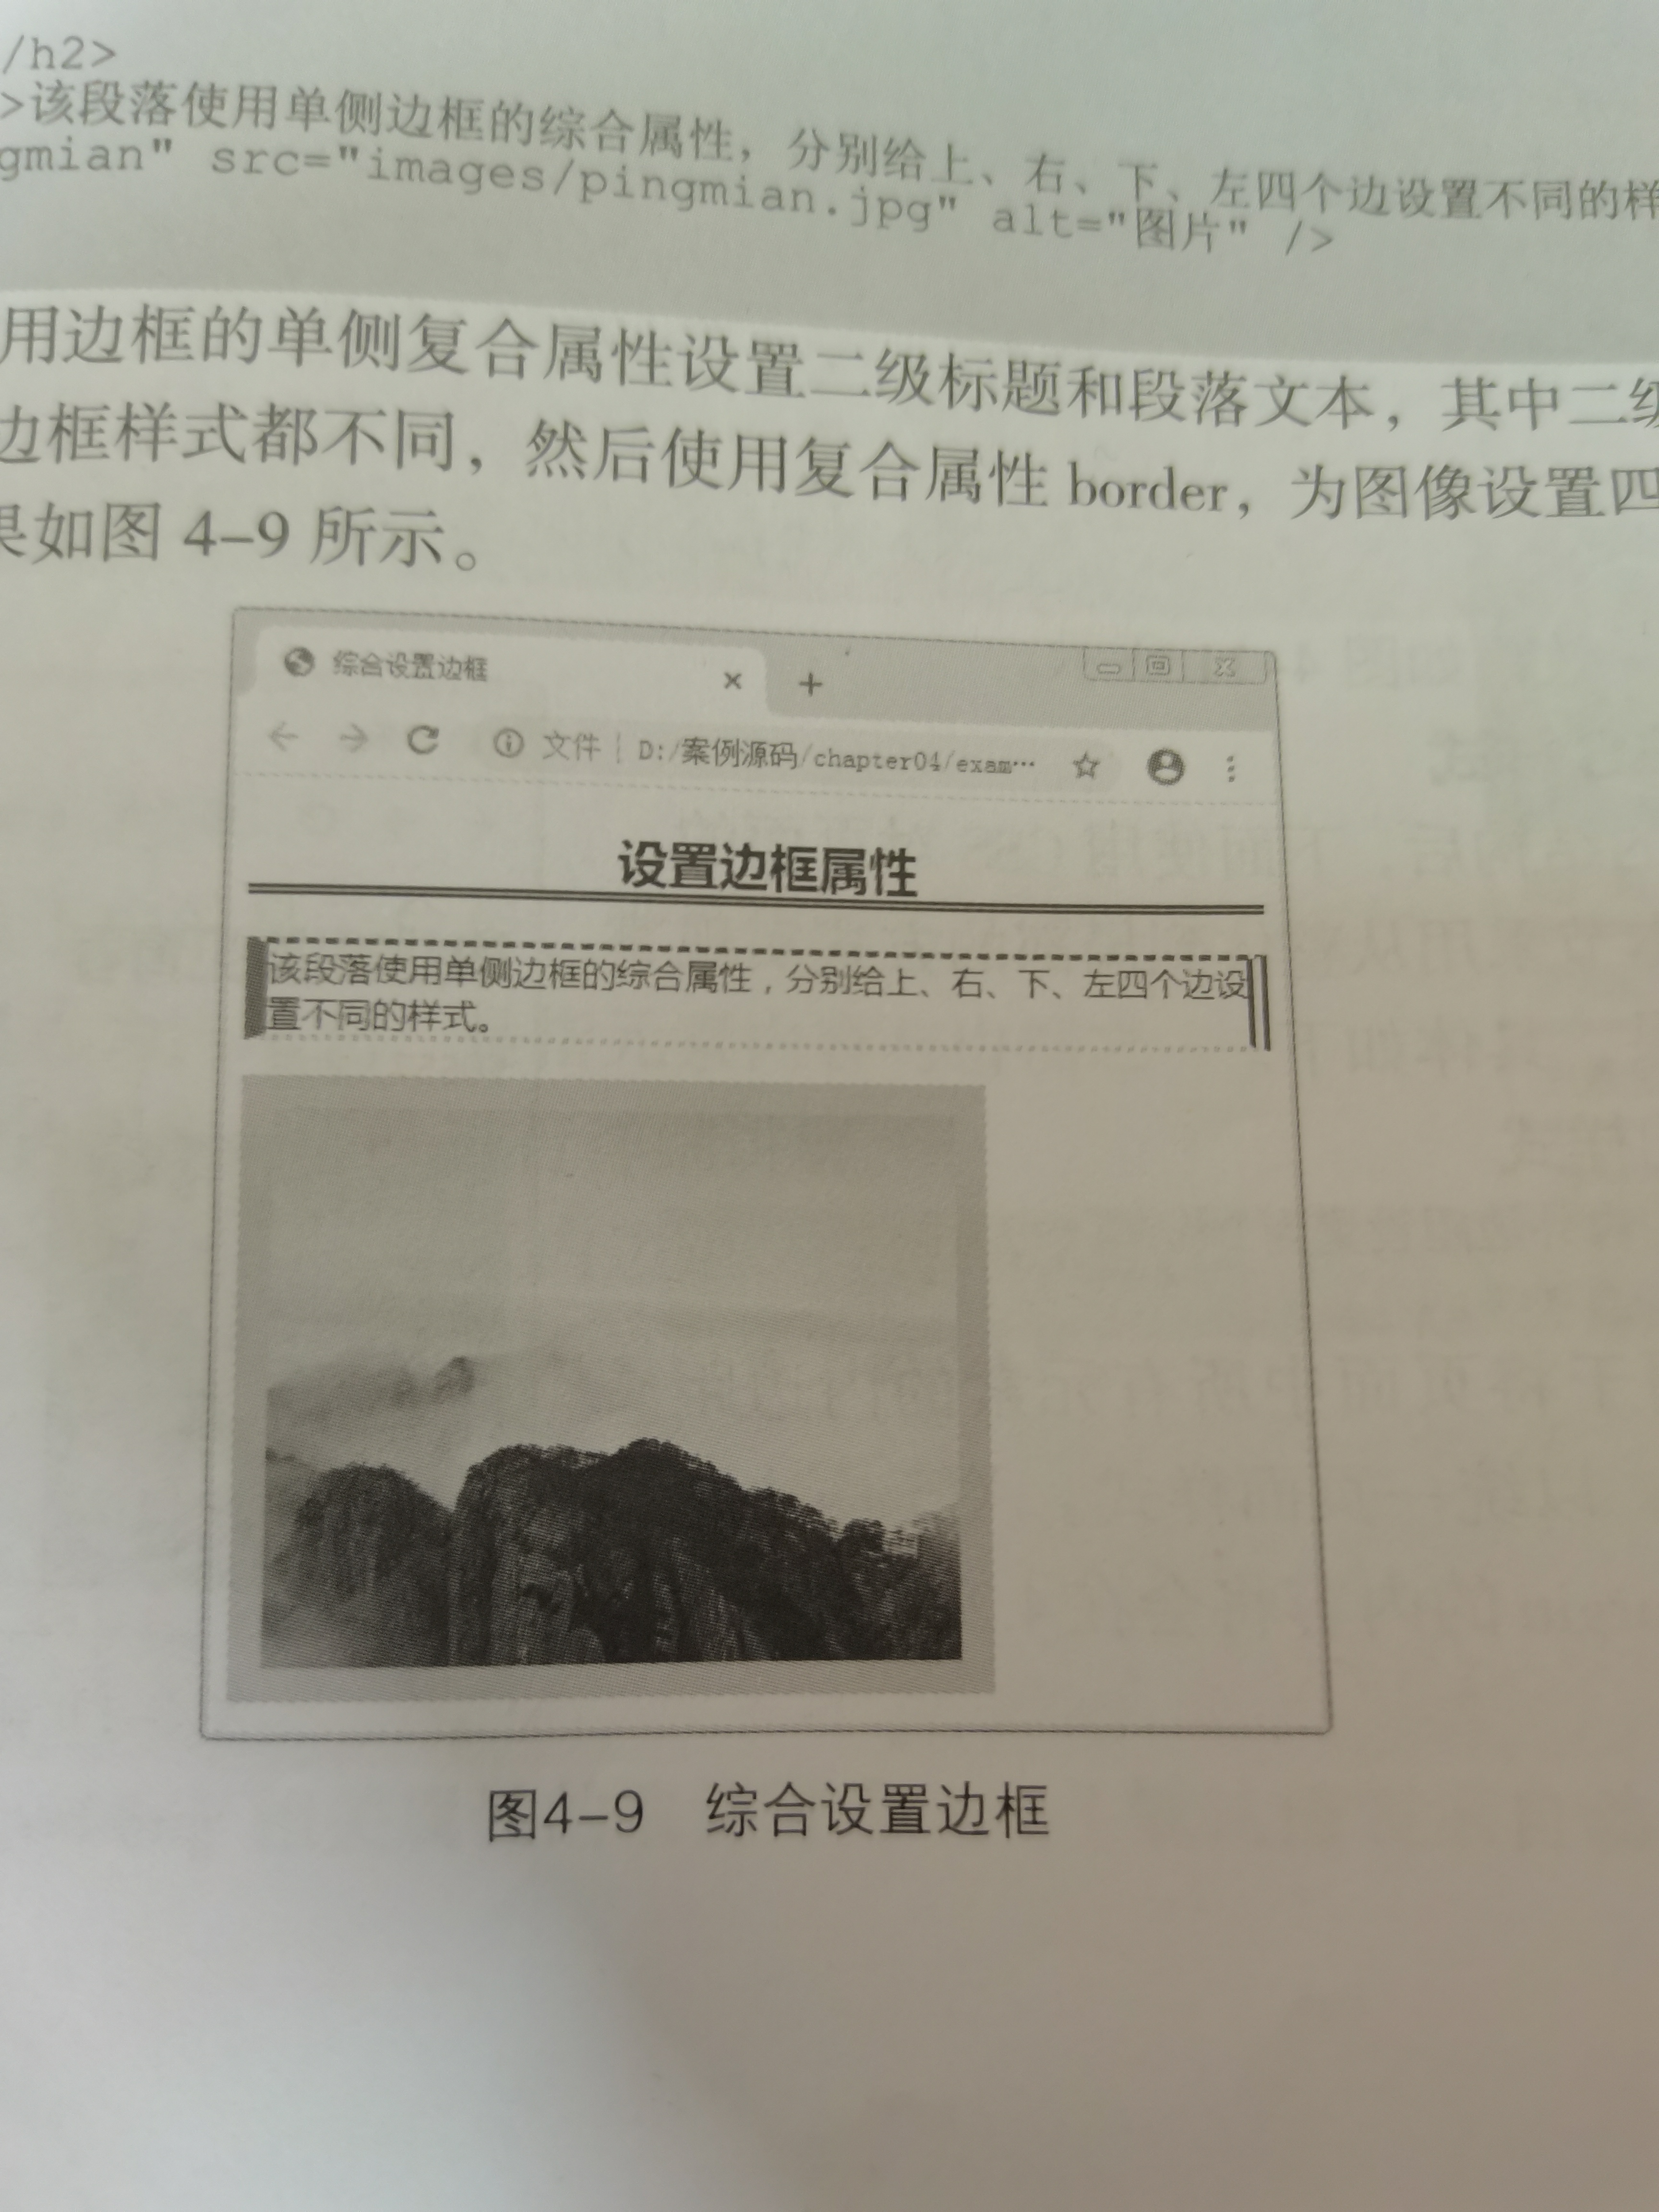 /h2>
>该段落使用单侧边框的综合属性，分别给上、右、下、左四个边设置不同的样
gmian" src="images/pingmian.jpg" alt="图片" />
用边框的单侧复合属性设置二级标题和段落文本，其中二级
边框样式都不同，然后使用复合属性 border，为图像设置四
果如图 4-9 所示。
综合设置边框
文件 | D:/案例源码/chapter04/exam…
设置边框属性
该段落使用单侧边框的综合属性，分别给上、右、下、左四个边设
置不同的样式。
图4-9 综合设置边框